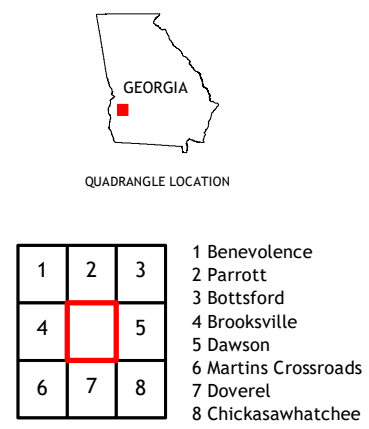 GEORGIA
QUADRANGLE LOCATION
1 2 3
4 5
6 7 8
1 Benevolence
2 Parrott
3 Bottsford
4 Brooksville
5 Dawson
6 Martins Crossroads
7 Doverel
8 Chickasawhatchee